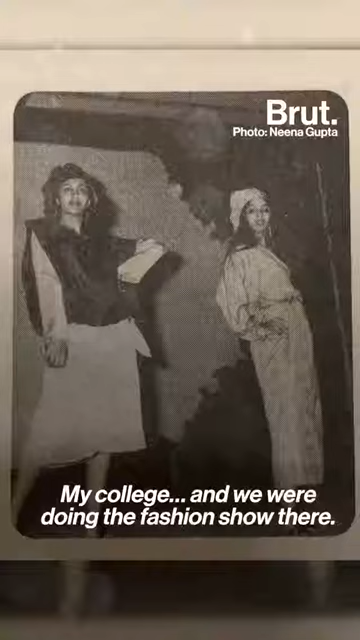 Brut.
Photo: Neena Gupta
My college... and we were
doing the fashion show there.